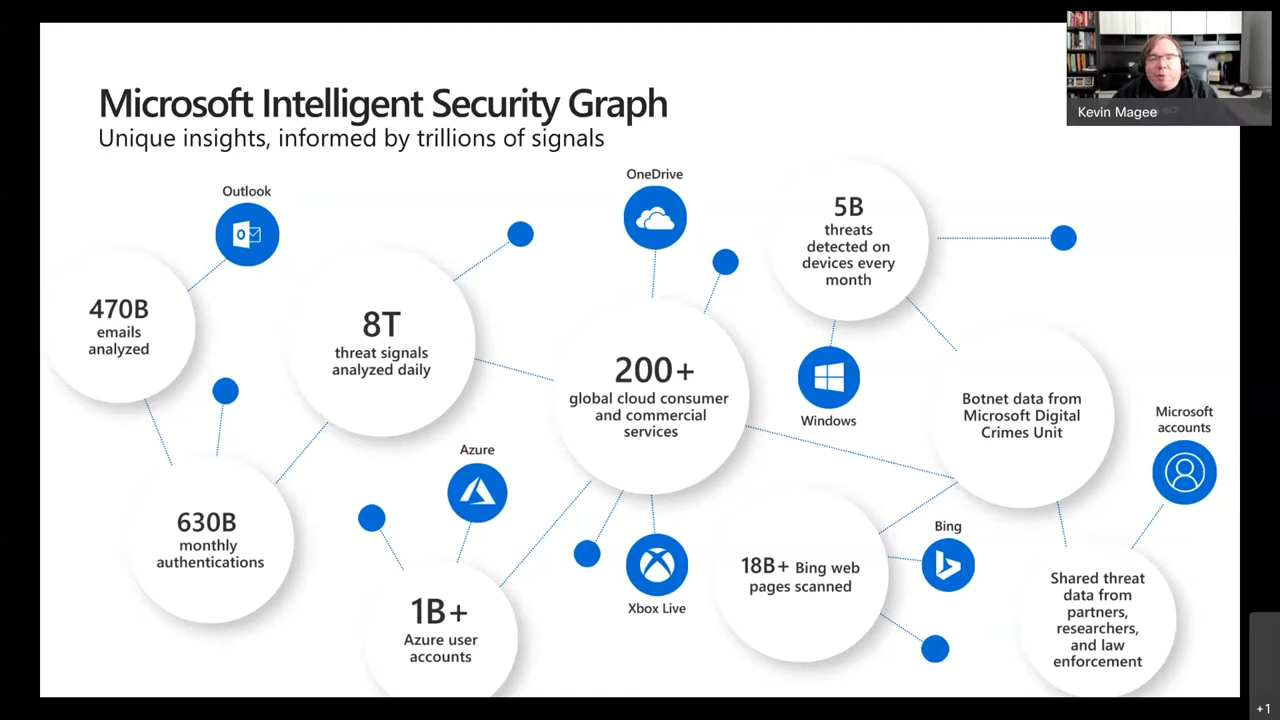 Microsoft Intelligent Security Graph
Unique insights, informed by trillions of signals
Kevin Magee
Outlook
OneDrive
5B
threats
detected on
devices every
month
470B
emails
analyzed
8T
threat signals
analyzed daily
200+
global cloud consumer
and commercial
services
Windows
Botnet data from
Microsoft Digital
Crimes Unit
Microsoft
accounts
Azure
630B
monthly
authentications
1B+
Azure user
accounts
Xbox Live
18B+ Bing web
pages scanned
Bing
Shared threat
data from
partners,
researchers,
and law
enforcement
+1